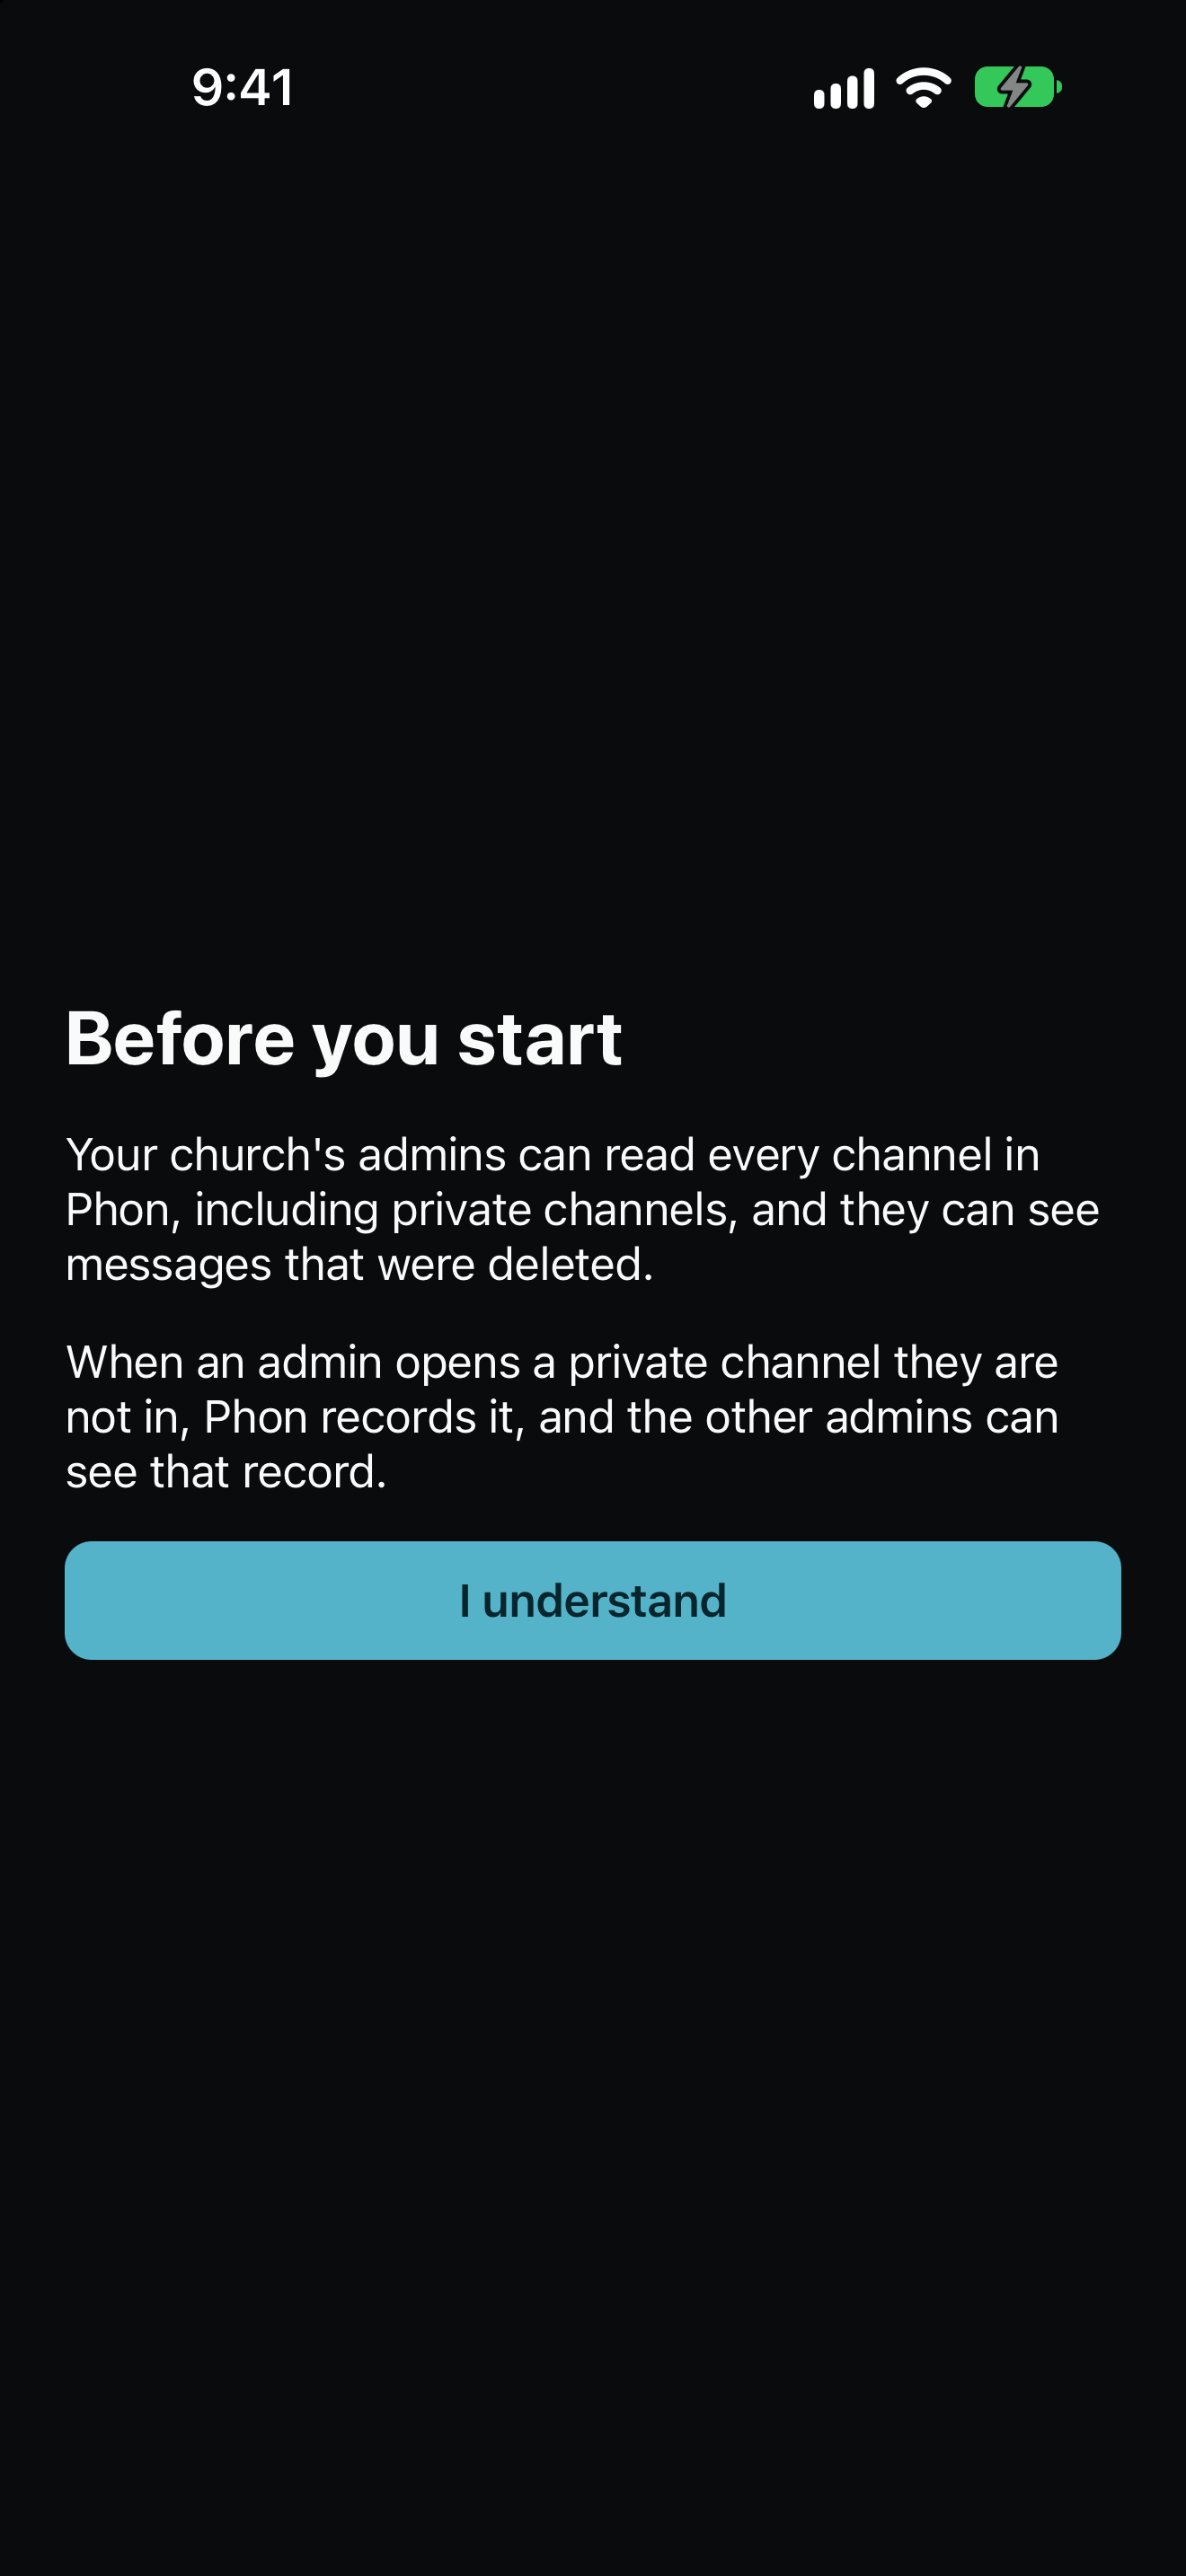 9:41
Before you start
Your church's admins can read every channel in
Phon, including private channels, and they can see
messages that were deleted.
When an admin opens a private channel they are
not in, Phon records it, and the other admins can
see that record.
I understand